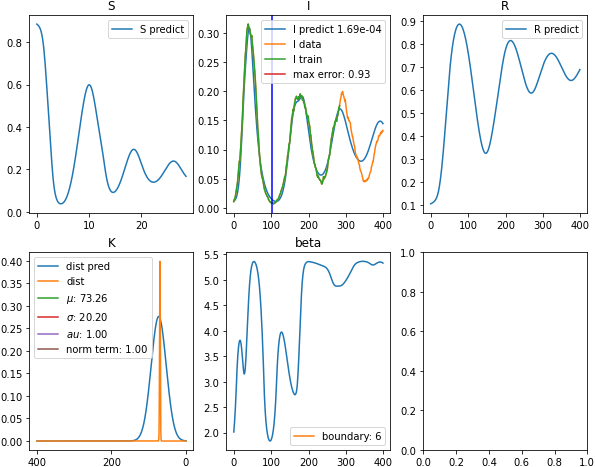 S
I
R
S predict
I predict 1.69e-04
I data
I train
max error: 0.93
R predict
0.8
0.6
0.4
0.2
0.0
0 10 20
0.30
0.25
0.20
0.15
0.10
0.05
0.00
0 100 200 300 400
0.9
0.8
0.7
0.6
0.5
0.4
0.3
0.2
0.1
0 100 200 300 400
K
beta
dist pred
dist
μ: 73.26
σ: 20.20
au: 1.00
norm term: 1.00
0.40
0.35
0.30
0.25
0.20
0.15
0.10
0.05
0.00
400 200 0
5.5
5.0
4.5
4.0
3.5
3.0
2.5
2.0
boundary: 6
0 100 200 300 400
1.0
0.8
0.6
0.4
0.2
0.0
0.0 0.2 0.4 0.6 0.8 1.0